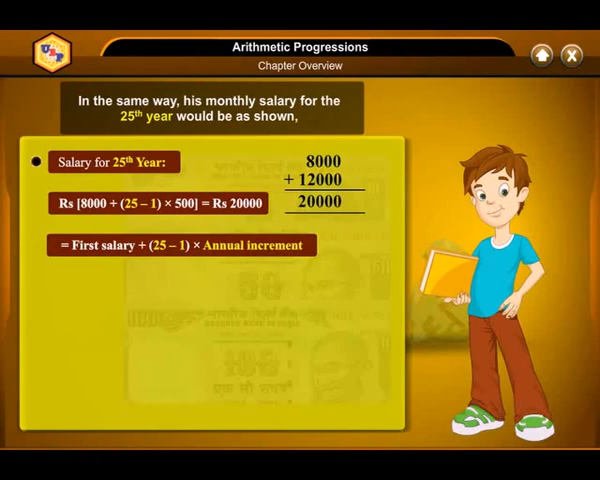 Arithmetic Progressions
Chapter Overview
In the same way, his monthly salary for the
25th year would be as shown,
Salary for 25th Year:
8000
+ 12000
20000
Rs [8000 + (25 – 1) × 500] = Rs 20000
= First salary + (25 – 1) × Annual increment